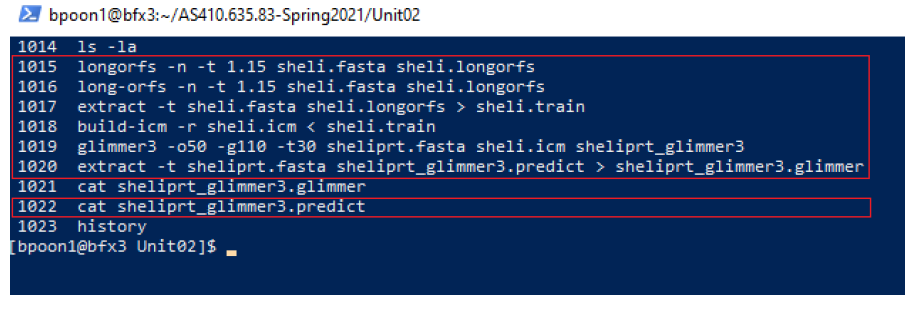 bpoon1@bfx3:~/AS410.635.83-Spring2021/Unit02
1014 ls -la
1015 longorfs -n -t 1.15 sheli.fasta sheli.longorfs
1016 long-orfs -n -t 1.15 sheli.fasta sheli.longorfs
1017 extract -t sheli.fasta sheli.longorfs > sheli.train
1018 build-icm -r sheli.icm < sheli.train
1019 glimmer3 -o50 -g110 -t30 sheliprt.fasta sheli.icm sheliprt_glimmer3
1020 extract -t sheliprt.fasta sheliprt_glimmer3.predict > sheliprt_glimmer3.glimmer
1021 cat sheliprt_glimmer3.glimmer
1022 cat sheliprt_glimmer3.predict
1023 history
[bpoon1@bfx3 Unit02]$